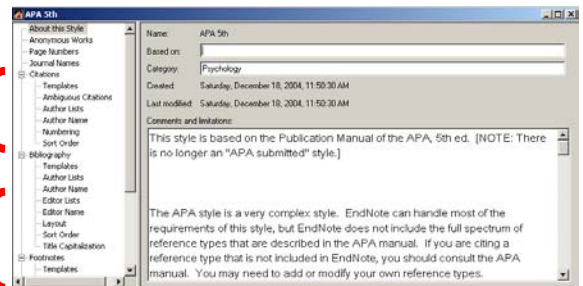 APA 5th
About this Style
Anonymous Works
Page Numbers
Journal Names
Citations
Templates
Ambiguous Citations
Author Lists
Author Name
Numbering
Sort Order
Bibliography
Templates
Author Lists
Author Name
Editor Lists
Editor Name
Layout
Sort Order
Title Capitalization
Footnotes
Templates
Name: APA 5th
Based on:
Category: Psychology
Created: Saturday, December 18, 2004, 11:50:30 AM
Last modified: Saturday, December 18, 2004, 11:50:30 AM
Comments and limitations:
This style is based on the Publication Manual of the APA, 5th ed. [NOTE: There
is no longer an "APA submitted" style.]
The APA style is a very complex style. EndNote can handle most of the
requirements of this style, but EndNote does not include the full spectrum of
reference types that are described in the APA manual. If you are citing a
reference type that is not included in EndNote, you should consult the APA
manual. You may need to add or modify your own reference types.